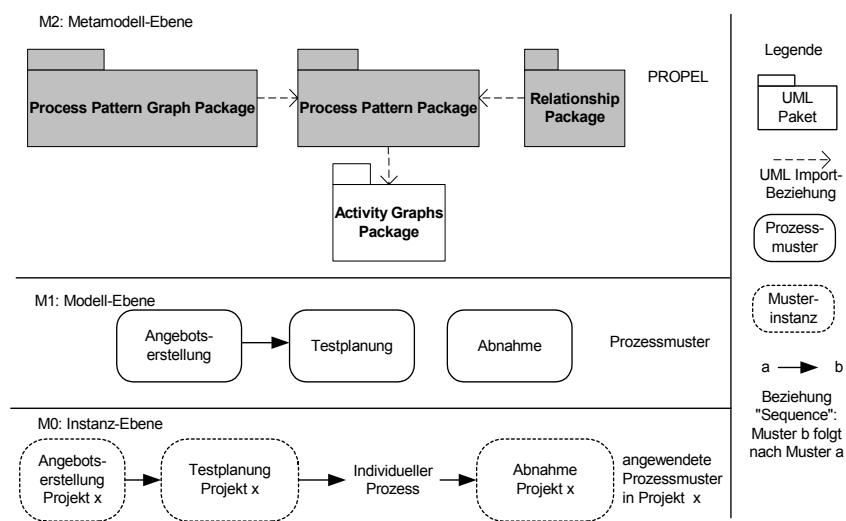 M2: Metamodell-Ebene
PROPEL
Process Pattern Graph Package
Process Pattern Package
Relationship
Package
Activity Graphs
Package
M1: Modell-Ebene
Angebots-
erstellung
Testplanung
Abnahme
Prozessmuster
M0: Instanz-Ebene
Angebots-
erstellung
Projekt x
Testplanung
Projekt x
Individueller
Prozess
Abnahme
Projekt x
angewendete
Prozessmuster
in Projekt x
Legende
UML
Paket
UML Import-
Beziehung
Prozess-
muster
Muster-
instanz
a b
Beziehung
"Sequence":
Muster b folgt
nach Muster a